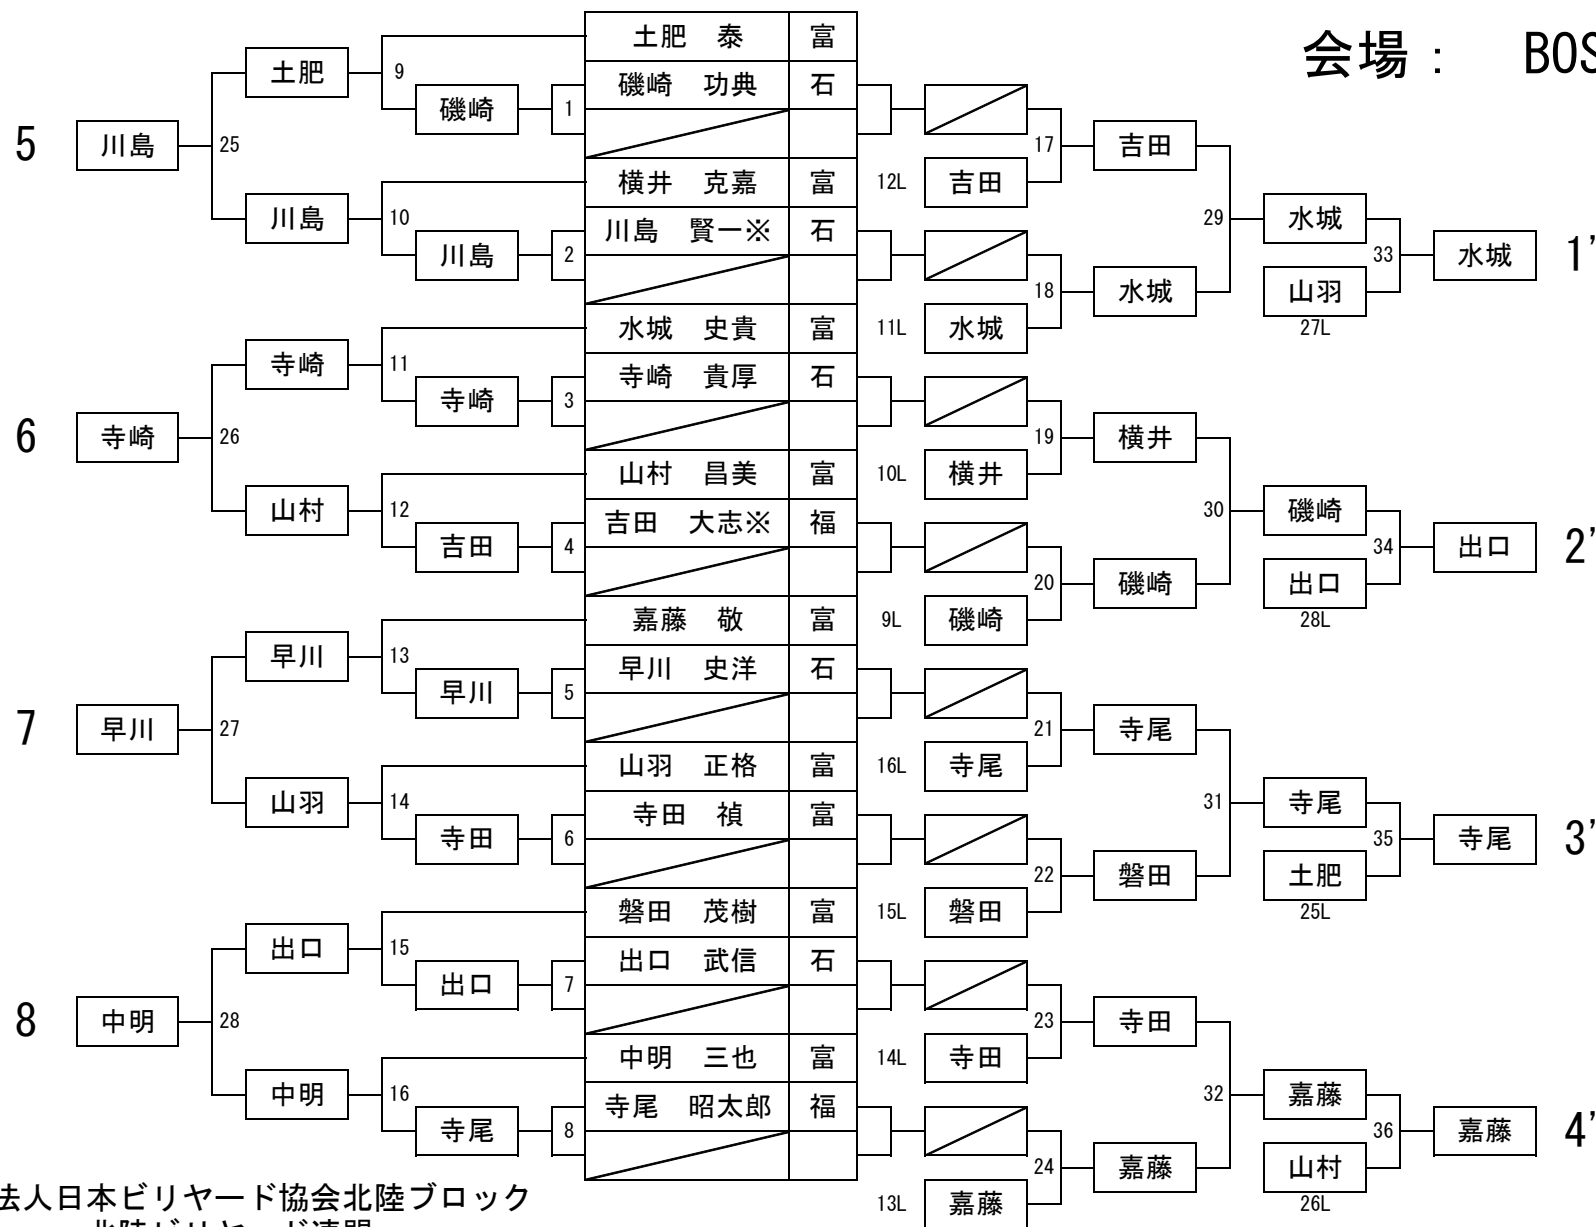 土肥　泰 富
会場： BOS
土肥 9 磯崎　功典 石
磯崎 1
5 川島 25 17 吉田
横井　克嘉 富 12L 吉田
川島 10 川島　賢一※ 石 29 水城
川島 2 33 水城 1'
18 水城 山羽
水城　史貴 富 11L 水城 27L
寺崎 11 寺崎　貴厚 石
寺崎 3
6 寺崎 26 19 横井
山村　昌美 富 10L 横井
山村 12 吉田　大志※ 福 30 磯崎
吉田 4 34 出口 2'
20 磯崎 出口
嘉藤　敬 富 9L 磯崎 28L
早川 13 早川　史洋 石
早川 5
7 早川 27 21 寺尾
山羽　正格 富 16L 寺尾
山羽 14 寺田　禎 富 31 寺尾
寺田 6 35 寺尾 3'
22 磐田 土肥
磐田　茂樹 富 15L 磐田 25L
出口 15 出口　武信 石
出口 7
8 中明 28 23 寺田
中明　三也 富 14L 寺田
中明 16 寺尾　昭太郎 福 32 嘉藤
寺尾 8 36 嘉藤 4'
24 嘉藤 山村
13L 嘉藤 26L
法人日本ビリヤード協会北陸ブロック
北陸ビリヤード連盟